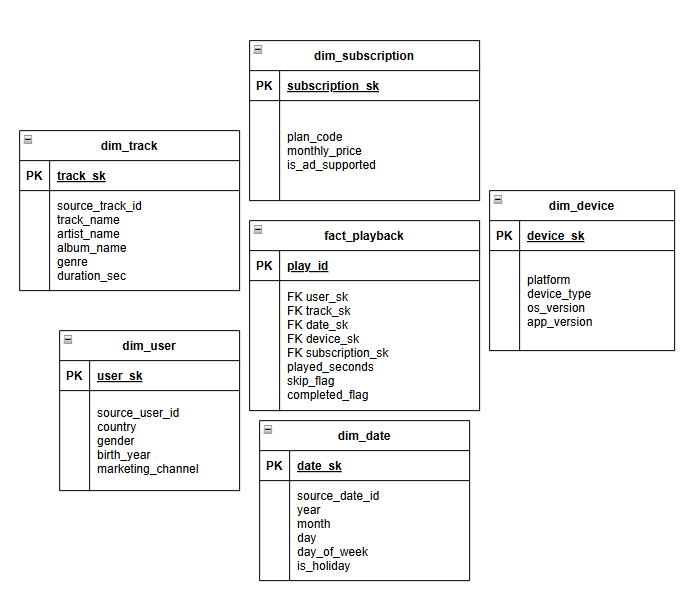 dim_subscription
PK subscription_sk
plan_code
monthly_price
is_ad_supported
dim_track
PK track_sk
source_track_id
track_name
artist_name
album_name
genre
duration_sec
dim_device
PK device_sk
platform
device_type
os_version
app_version
fact_playback
PK play_id
FK user_sk
FK track_sk
FK date_sk
FK device_sk
FK subscription_sk
played_seconds
skip_flag
completed_flag
dim_user
PK user_sk
source_user_id
country
gender
birth_year
marketing_channel
dim_date
PK date_sk
source_date_id
year
month
day
day_of_week
is_holiday